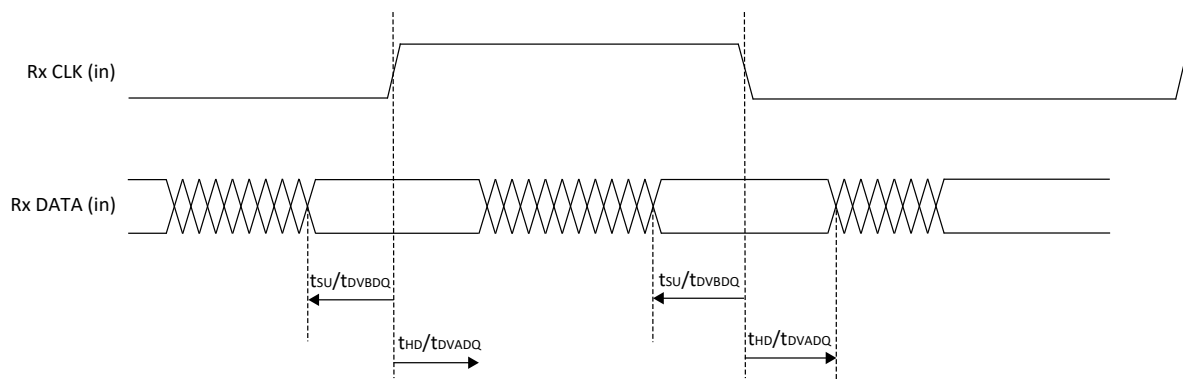 Rx CLK (in)
Rx DATA (in)
tSU/tDVBDQ
tSU/tDVBDQ
tHD/tDVADQ
tHD/tDVADQ